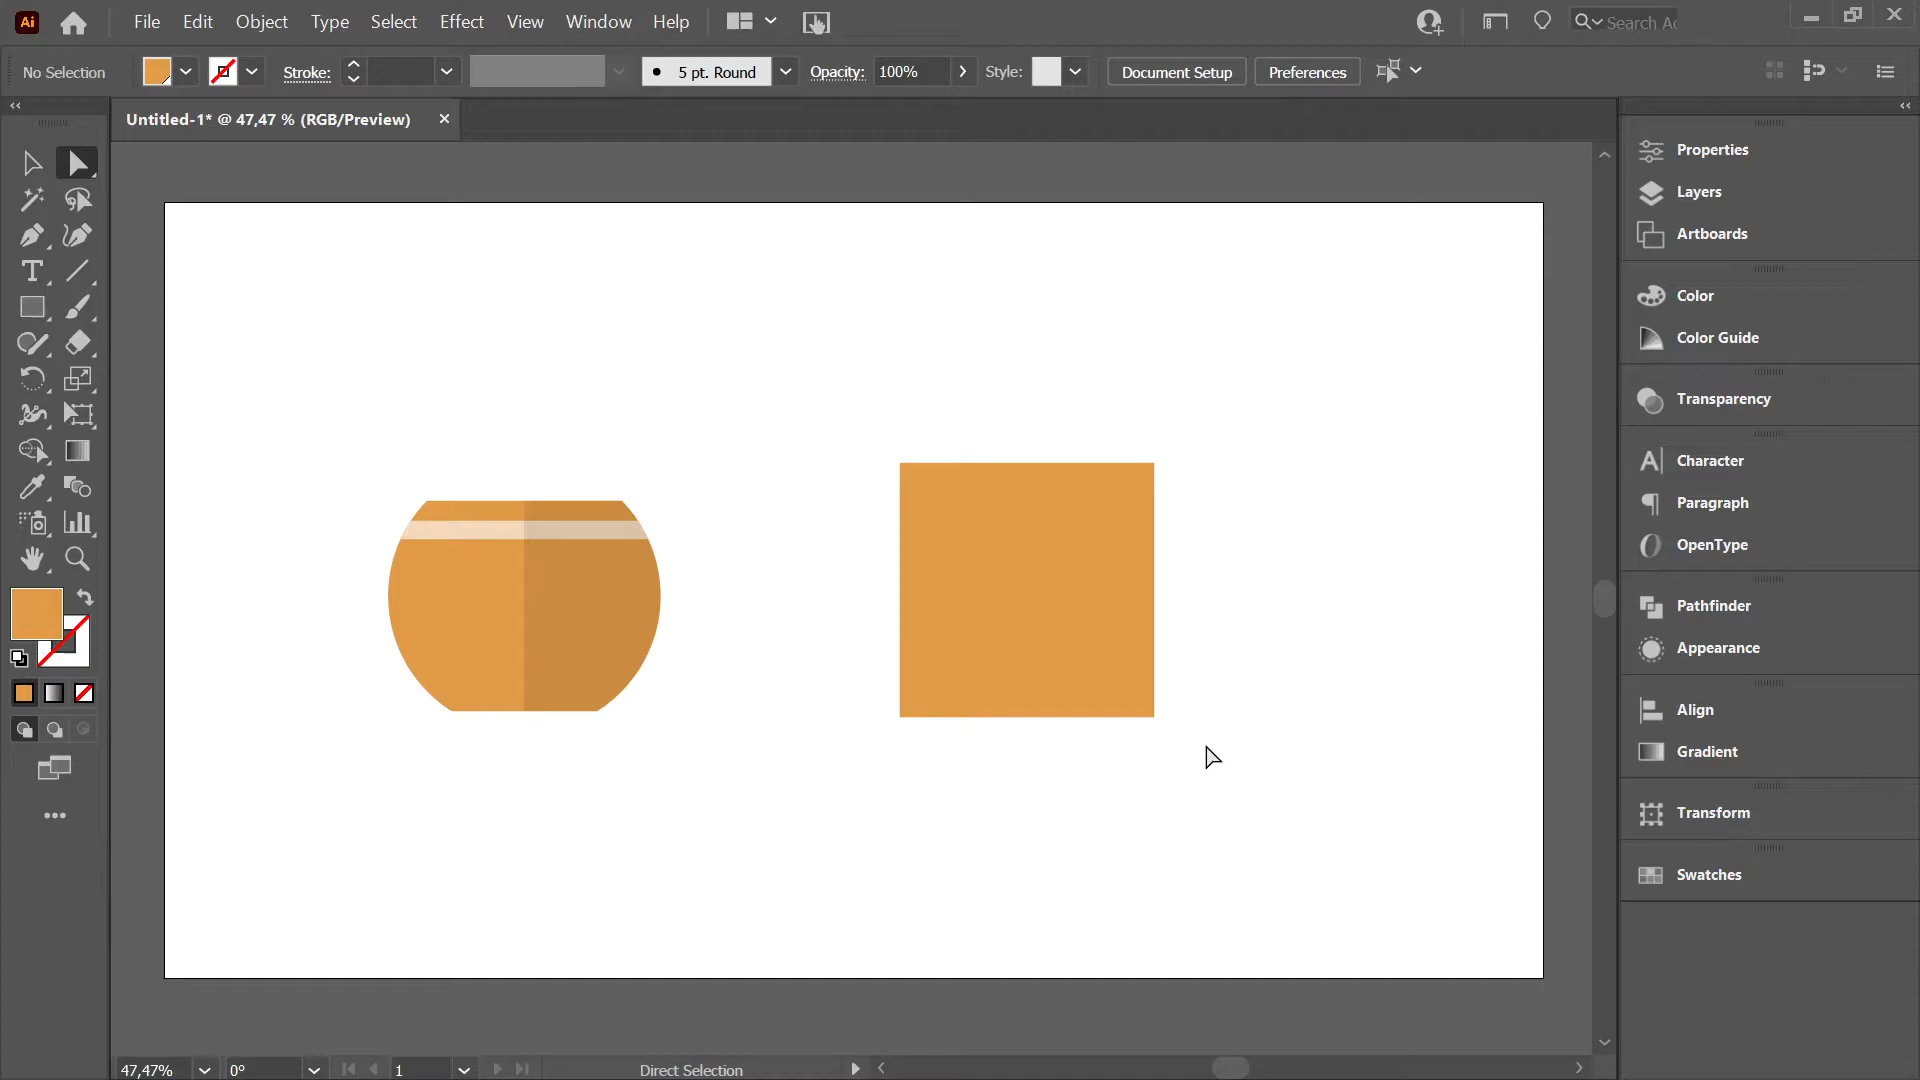 Ai File Edit Object Type Select Effect View Window Help Search Ac
No Selection Stroke: 5 pt. Round Opacity: 100% Style: Document Setup Preferences
Untitled-1* @ 47,47 % (RGB/Preview)
Properties
Layers
Artboards
Color
Color Guide
Transparency
Character
Paragraph
OpenType
Pathfinder
Appearance
Align
Gradient
Transform
Swatches
47,47% 0° 1 Direct Selection